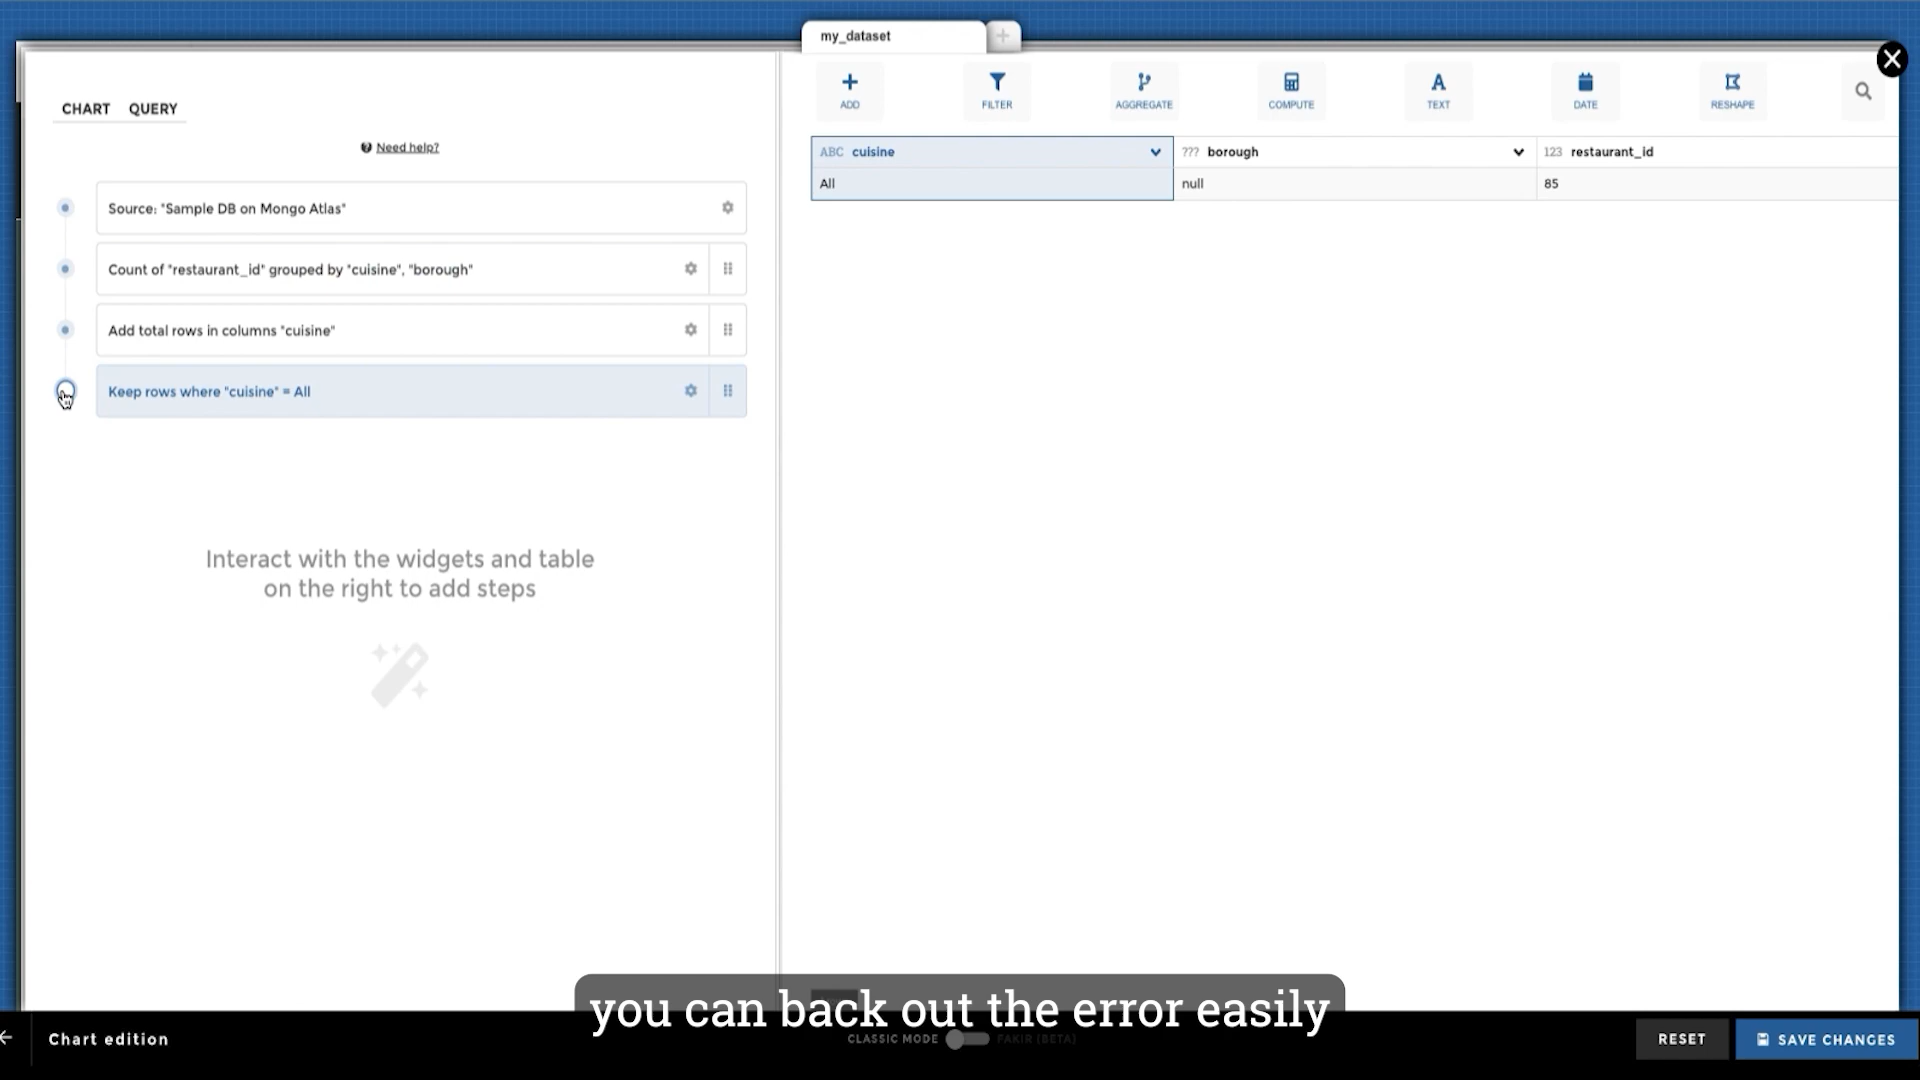 my_dataset
CHART QUERY
Need help?
Source: "Sample DB on Mongo Atlas"
Count of "restaurant_id" grouped by "cuisine", "borough"
Add total rows in columns "cuisine"
Keep rows where "cuisine" = All
Interact with the widgets and table
on the right to add steps
ADD FILTER AGGREGATE COMPUTE TEXT DATE RESHAPE
ABC cuisine ??? borough 123 restaurant_id
All null 85
you can back out the error easily
Chart edition CLASSIC MODE FAKIR (BETA) RESET SAVE CHANGES